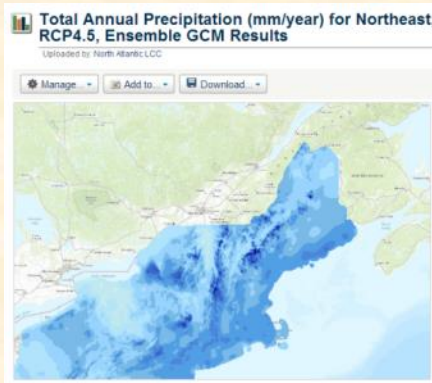 Total Annual Precipitation (mm/year) for Northeast
RCP4.5, Ensemble GCM Results
Uploaded by North Atlantic LCC
Manage...
Add to...
Download...